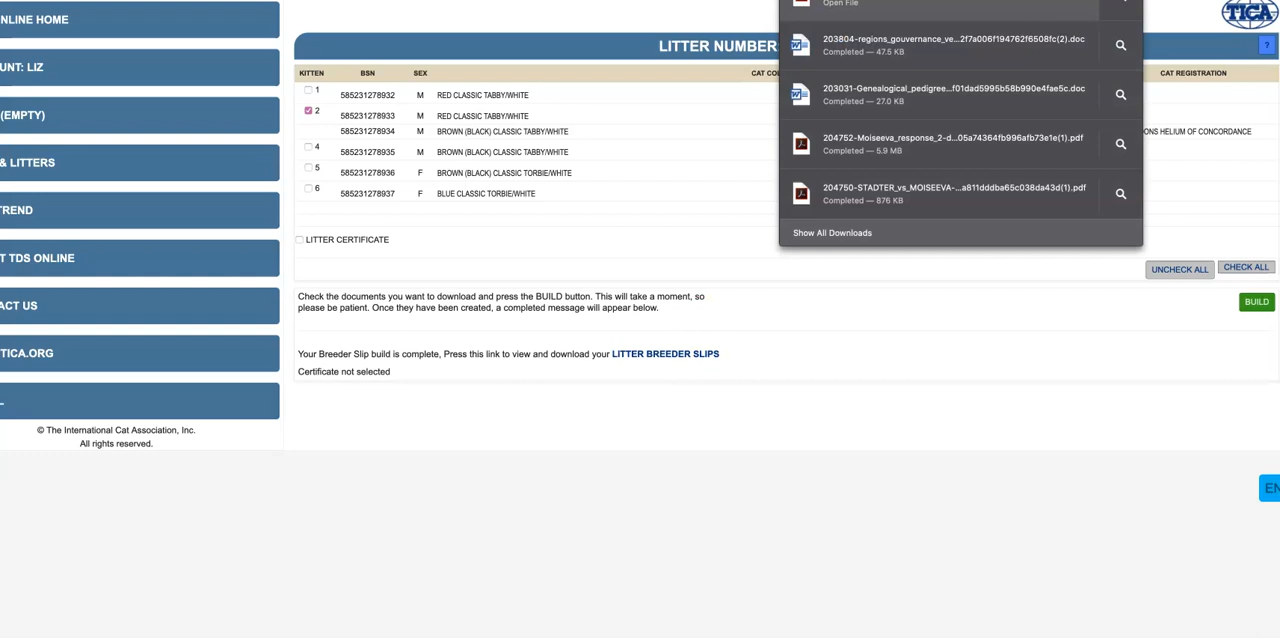 NLINE HOME
UNT: LIZ
(EMPTY)
& LITTERS
TREND
T TDS ONLINE
ACT US
TICA.ORG
© The International Cat Association, Inc.
All rights reserved.
LITTER NUMBER
?
TICA
KITTEN BSN SEX CAT COL CAT REGISTRATION
1 585231278932 M RED CLASSIC TABBY/WHITE
2 585231278933 M RED CLASSIC TABBY/WHITE
585231278934 M BROWN (BLACK) CLASSIC TABBY/WHITE ONS HELIUM OF CONCORDANCE
4 585231278935 M BROWN (BLACK) CLASSIC TABBY/WHITE
5 585231278936 F BROWN (BLACK) CLASSIC TORBIE/WHITE
6 585231278937 F BLUE CLASSIC TORBIE/WHITE
LITTER CERTIFICATE
UNCHECK ALL CHECK ALL
Check the documents you want to download and press the BUILD button. This will take a moment, so
please be patient. Once they have been created, a completed message will appear below.
BUILD
Your Breeder Slip build is complete, Press this link to view and download your LITTER BREEDER SLIPS
Certificate not selected
Open File
203804-regions_gouvernance_ve...2f7a006f194762f6508fc(2).doc
Completed — 47.5 KB
203031-Genealogical_pedigree...f01dad5995b58b990e4fae5c.doc
Completed — 27.0 KB
204752-Moiseeva_response_2-d...05a74364fb996afb73e1e(1).pdf
Completed — 5.9 MB
204750-STADTER_vs_MOISEEVA-...a811dddba65c038da43d(1).pdf
Completed — 876 KB
Show All Downloads
EN